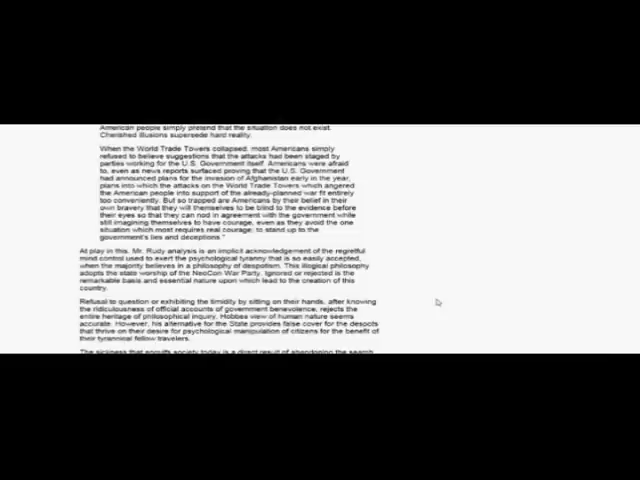 American people simply pretend that the situation does not exist.
Cherished illusions supersede hard reality.
When the World Trade Towers collapsed, most Americans simply
refused to believe suggestions that the attacks had been staged by
parties working for the U.S. Government itself. Americans were afraid
to, even as news reports surfaced proving that the U.S. Government
had announced plans for the invasion of Afghanistan early in the year,
plans into which the attacks on the World Trade Towers which angered
the American people into support of the already-planned war fit entirely
too conveniently. But so trapped are Americans by their belief in their
own bravery that they will themselves to be blind to the evidence before
their eyes so that they can nod in agreement with the government while
still imagining themselves to have courage, even as they avoid the one
situation which most requires real courage; to stand up to the
government's lies and deceptions."
At play in this, Mr. Rudy analysis is an implicit acknowledgement of the regretful
mind control used to exert the psychological tyranny that is so easily accepted,
when the majority believes in a philosophy of despotism. This illogical philosophy
adopts the state worship of the NeoCon War Party. Ignored or rejected is the
remarkable basis and essential nature upon which lead to the creation of this
country.
Refusal to question or exhibiting the timidity by sitting on their hands, after knowing
the ridiculousness of official accounts of government benevolence, rejects the
entire heritage of philosophical inquiry. Hobbes view of human nature seems
accurate. However, his alternative for the State provides false cover for the despots
that thrive on their desire for psychological manipulation of citizens for the benefit of
their tyrannical fellow travelers.
The sickness that engulfs society today is a direct result of abandoning the search